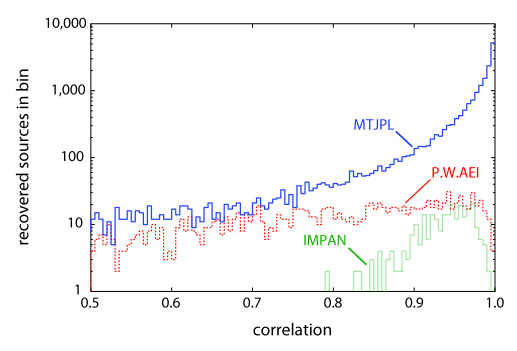 10,000
1,000
100
10
1
recovered sources in bin
MTJPL
P.W.AEI
IMPAN
0.5 0.6 0.7 0.8 0.9 1.0
correlation